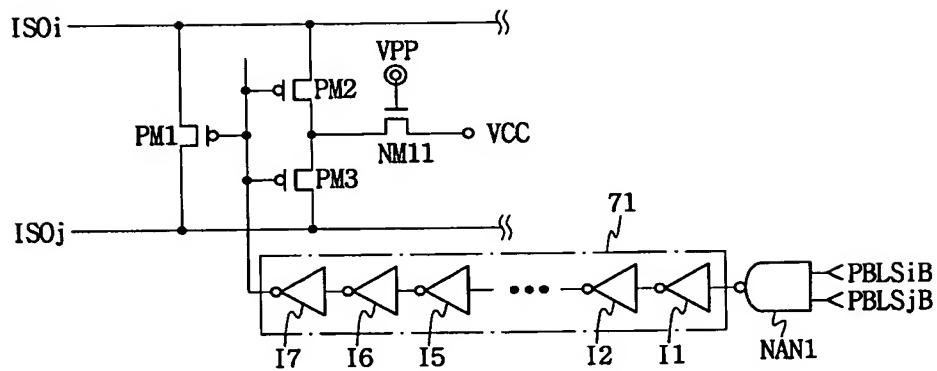 ISOi
VPP
PM2
PM1
VCC
NM11
PM3
ISOj
71
PBLSiB
PBLSjB
I7
I6
I5
I2
I1
NAN1